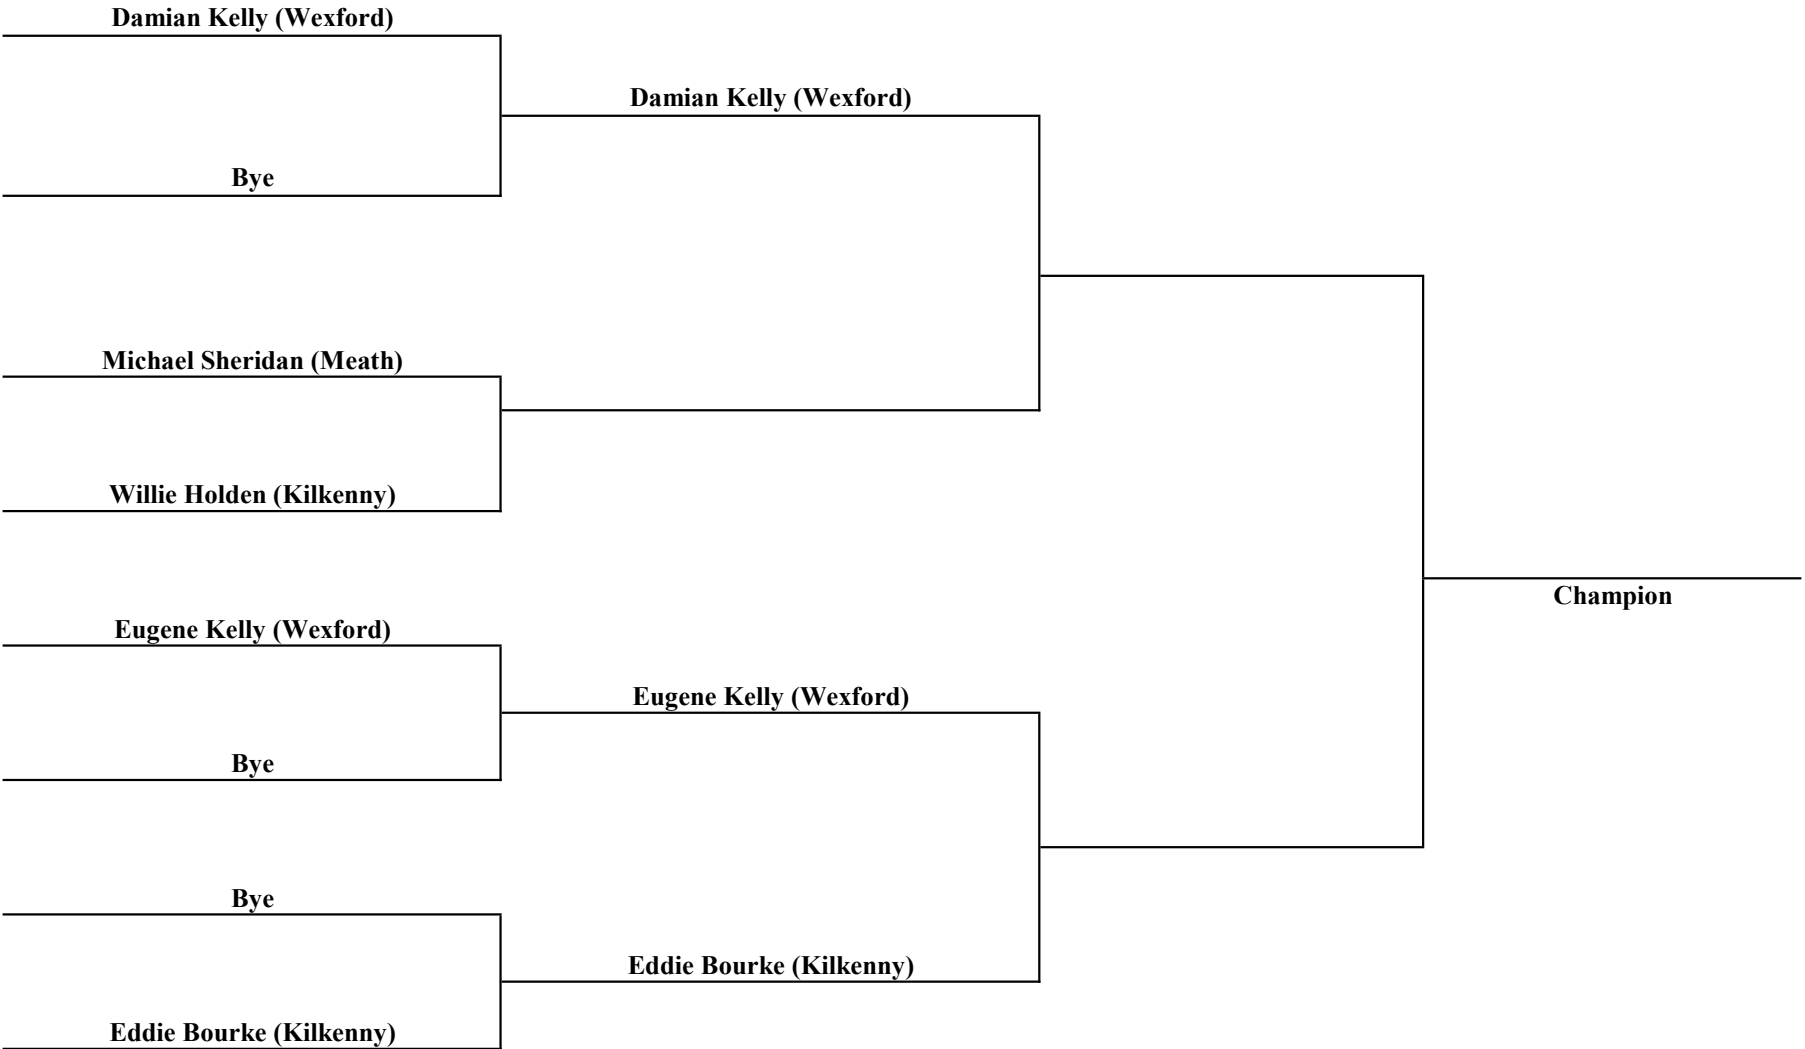 Damian Kelly (Wexford)
Damian Kelly (Wexford)
Bye
Michael Sheridan (Meath)
Willie Holden (Kilkenny)
Champion
Eugene Kelly (Wexford)
Eugene Kelly (Wexford)
Bye
Bye
Eddie Bourke (Kilkenny)
Eddie Bourke (Kilkenny)